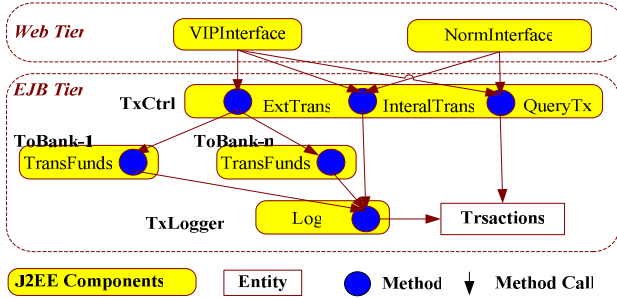 Web Tier
VIPInterface
NormInterface
EJB Tier
TxCtrl
ExtTrans
InteralTrans
QueryTx
ToBank-1
ToBank-n
TransFunds
TransFunds
TxLogger
Log
Trsactions
J2EE Components
Entity
Method
Method Call